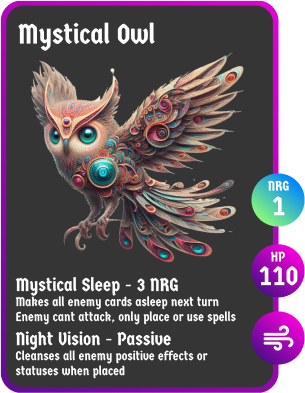 Mystical Owl
NRG
1
HP
110
Mystical Sleep - 3 NRG
Makes all enemy cards asleep next turn
Enemy cant attack, only place or use spells
Night Vision - Passive
Cleanses all enemy positive effects or
statuses when placed